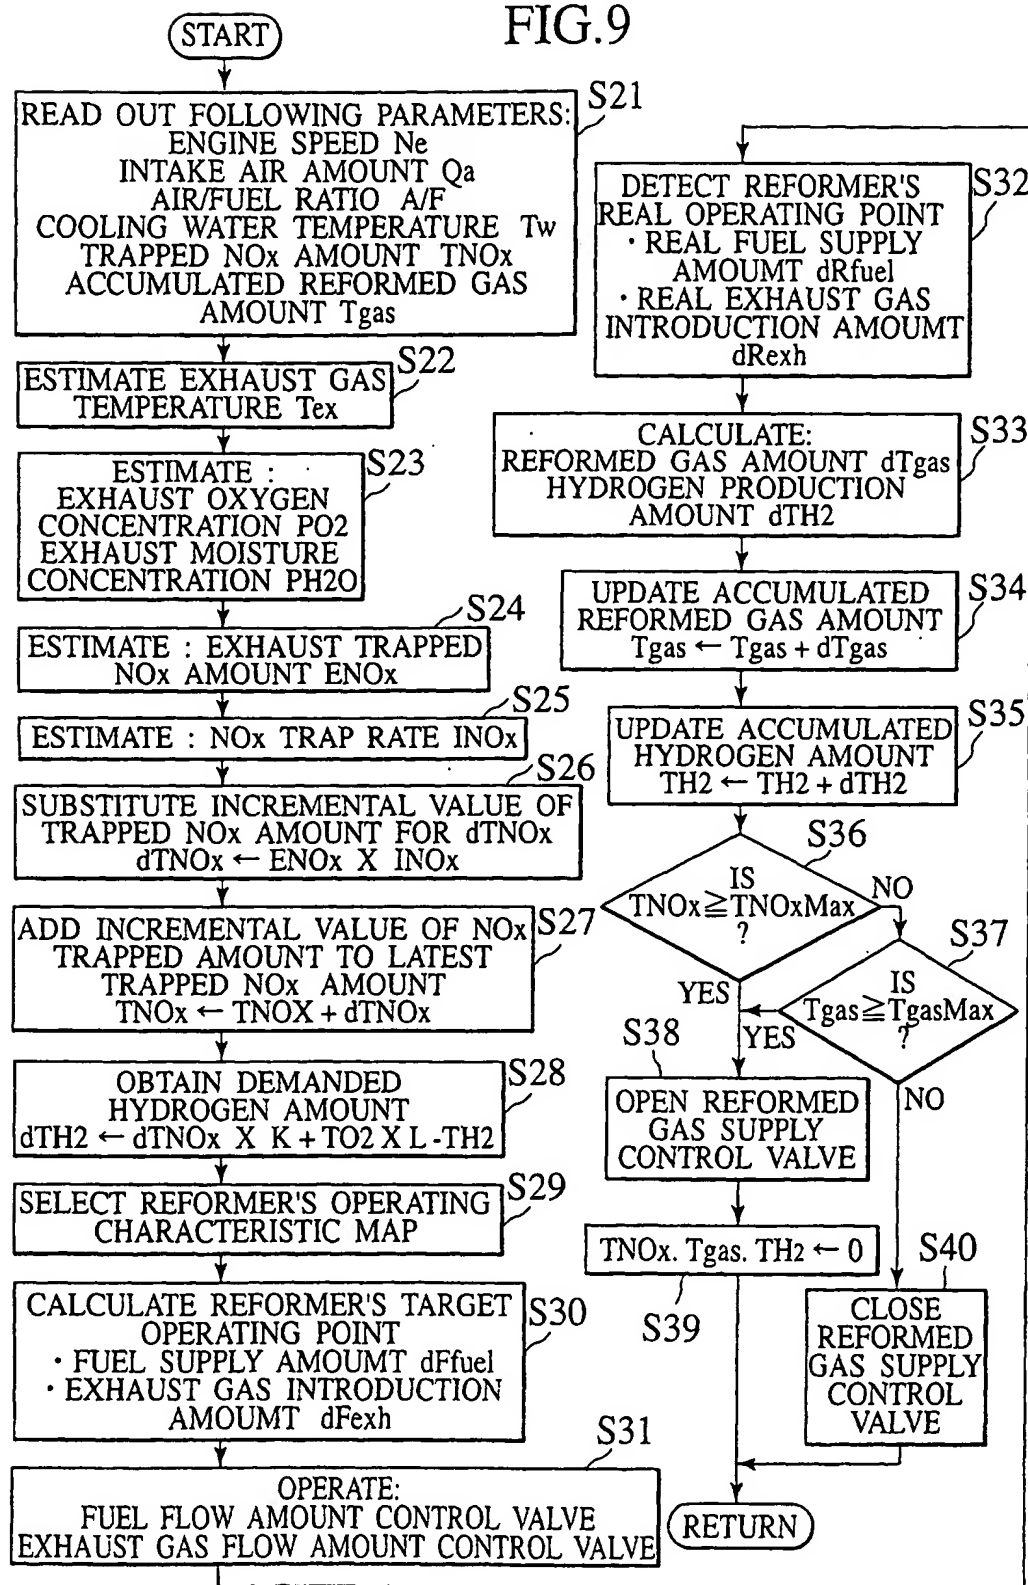 FIG.9
START
S21
READ OUT FOLLOWING PARAMETERS:
ENGINE SPEED Ne
INTAKE AIR AMOUNT Qa
AIR/FUEL RATIO A/F
COOLING WATER TEMPERATURE Tw
TRAPPED NOx AMOUNT TNOx
ACCUMULATED REFORMED GAS
AMOUNT Tgas
S22
ESTIMATE EXHAUST GAS
TEMPERATURE Tex
S23
ESTIMATE :
EXHAUST OXYGEN
CONCENTRATION PO2
EXHAUST MOISTURE
CONCENTRATION PH2O
S24
ESTIMATE : EXHAUST TRAPPED
NOx AMOUNT ENOx
S25
ESTIMATE : NOx TRAP RATE INOx
S26
SUBSTITUTE INCREMENTAL VALUE OF
TRAPPED NOx AMOUNT FOR dTNOx
dTNOx ← ENOx X INOx
S27
ADD INCREMENTAL VALUE OF NOx
TRAPPED AMOUNT TO LATEST
TRAPPED NOx AMOUNT
TNOx ← TNOX + dTNOx
S28
OBTAIN DEMANDED
HYDROGEN AMOUNT
dTH2 ← dTNOx X K + TO2 X L -TH2
S29
SELECT REFORMER'S OPERATING
CHARACTERISTIC MAP
S30
CALCULATE REFORMER'S TARGET
OPERATING POINT
· FUEL SUPPLY AMOUMT dFfuel
· EXHAUST GAS INTRODUCTION
AMOUMT dFexh
S31
OPERATE:
FUEL FLOW AMOUNT CONTROL VALVE
EXHAUST GAS FLOW AMOUNT CONTROL VALVE
S32
DETECT REFORMER'S
REAL OPERATING POINT
· REAL FUEL SUPPLY
AMOUMT dRfuel
· REAL EXHAUST GAS
INTRODUCTION AMOUMT
dRexh
S33
CALCULATE:
REFORMED GAS AMOUNT dTgas
HYDROGEN PRODUCTION
AMOUNT dTH2
S34
UPDATE ACCUMULATED
REFORMED GAS AMOUNT
Tgas ← Tgas + dTgas
S35
UPDATE ACCUMULATED
HYDROGEN AMOUNT
TH2 ← TH2 + dTH2
S36
IS
TNOx≧TNOxMax
?
NO
YES
S37
IS
Tgas≧TgasMax
?
YES
NO
S38
OPEN REFORMED
GAS SUPPLY
CONTROL VALVE
TNOx. Tgas. TH2 ← 0
S39
S40
CLOSE
REFORMED
GAS SUPPLY
CONTROL
VALVE
RETURN